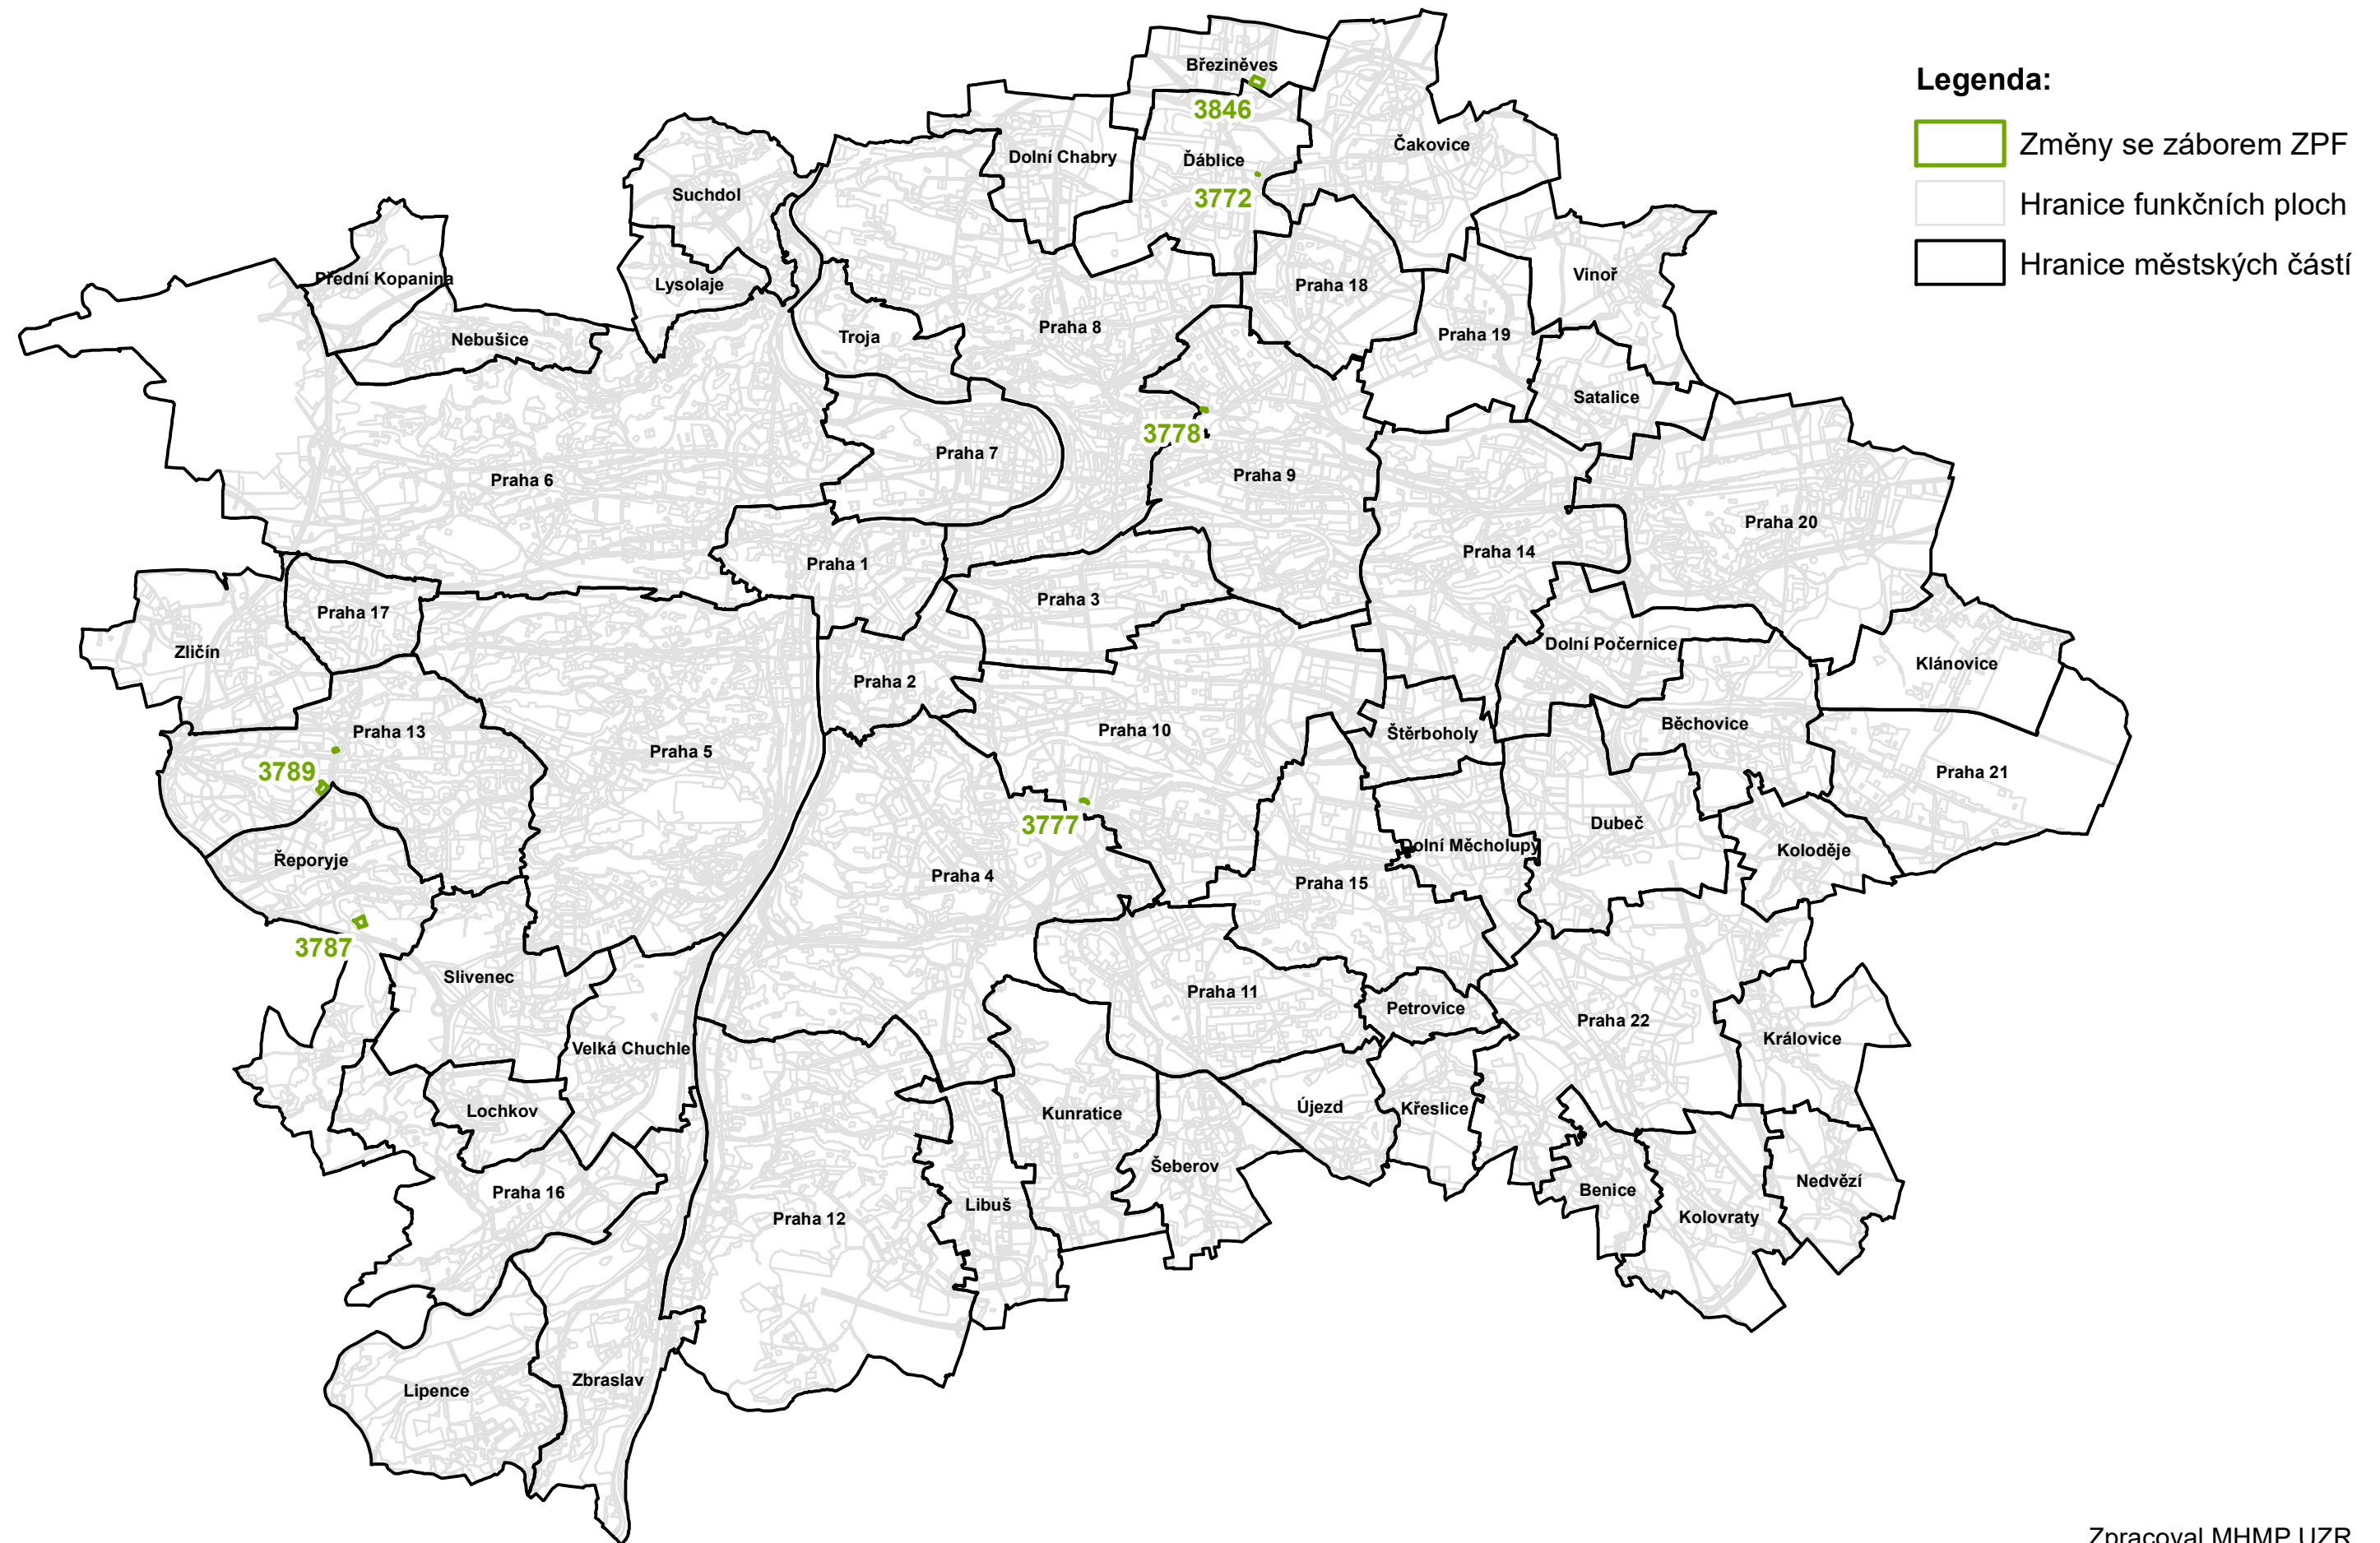 Legenda:
Změny se záborem ZPF
Hranice funkčních ploch
Hranice městských částí
Březiněves
3846
Dolní Chabry
Ďáblice
Čakovice
3772
Suchdol
Přední Kopanina
Lysolaje
Nebušice
Troja
Praha 8
Praha 18
Vinoř
Praha 19
Satalice
3778
Praha 7
Praha 6
Praha 9
Praha 20
Praha 14
Praha 1
Praha 3
Praha 17
Zličín
Dolní Počernice
Klánovice
Praha 2
Praha 13
Praha 5
Praha 10
Štěrboholy
Běchovice
3789
Praha 21
3777
Dubeč
Dolní Měcholupy
Koloděje
Řeporyje
Praha 4
Praha 15
3787
Slivenec
Praha 11
Petrovice
Praha 22
Královice
Velká Chuchle
Lochkov
Kunratice
Újezd
Křeslice
Šeberov
Nedvězí
Praha 16
Libuš
Benice
Praha 12
Kolovraty
Zbraslav
Lipence
Zpracoval MHMP UZR